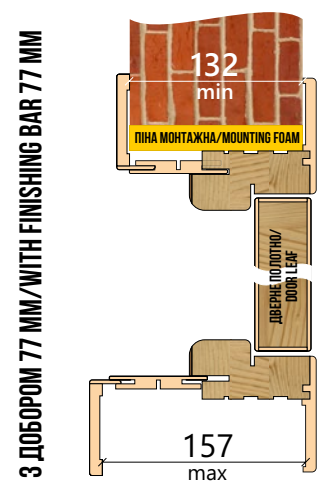 З ДОБОРОМ 77 ММ/WITH FINISHING BAR 77 MM
132
min
ПІНА МОНТАЖНА/MOUNTING FOAM
ДВЕРНЕ ПОЛОТНО/
DOOR LEAF
157
max